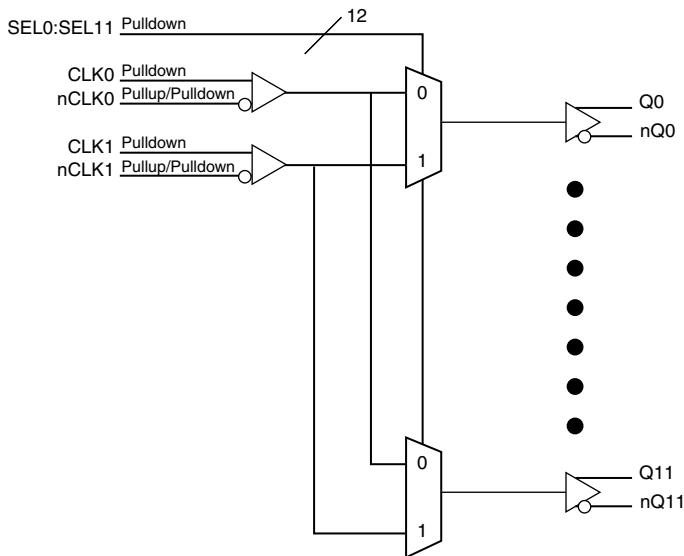 12
SEL0:SEL11 Pulldown
CLK0 Pulldown
nCLK0 Pullup/Pulldown
0
Q0
nQ0
CLK1 Pulldown
nCLK1 Pullup/Pulldown
1
0
Q11
nQ11
1